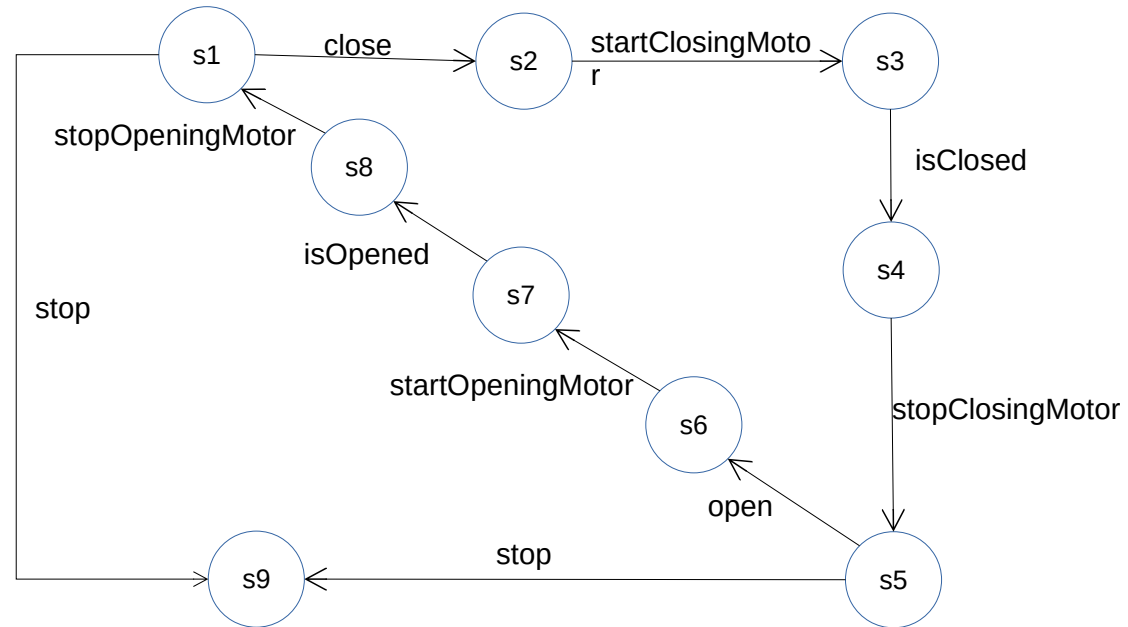 s1
close
s2
startClosingMoto
r
s3
stopOpeningMotor
s8
isClosed
isOpened
s7
s4
stop
startOpeningMotor
s6
stopClosingMotor
open
stop
s9
s5